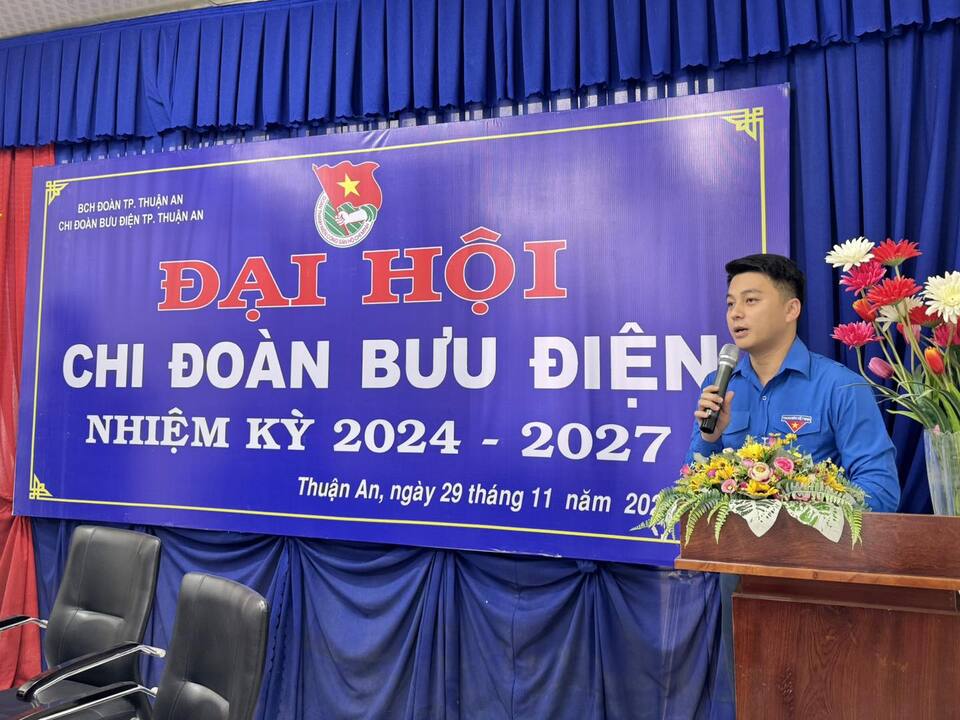 BCH ĐOÀN TP. THUẬN AN
CHI ĐOÀN BƯU ĐIỆN TP. THUẬN AN
ĐẠI HỘI
CHI ĐOÀN BƯU ĐIỆN
NHIỆM KỲ 2024 - 2027
Thuận An, ngày 29 tháng 11 năm 202